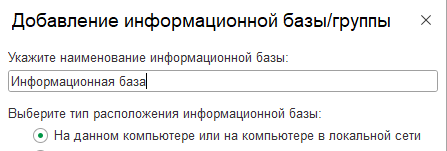 Добавление информационной базы/группы
Укажите наименование информационной базы:
Информационная база
Выберите тип расположения информационной базы:
На данном компьютере или на компьютере в локальной сети